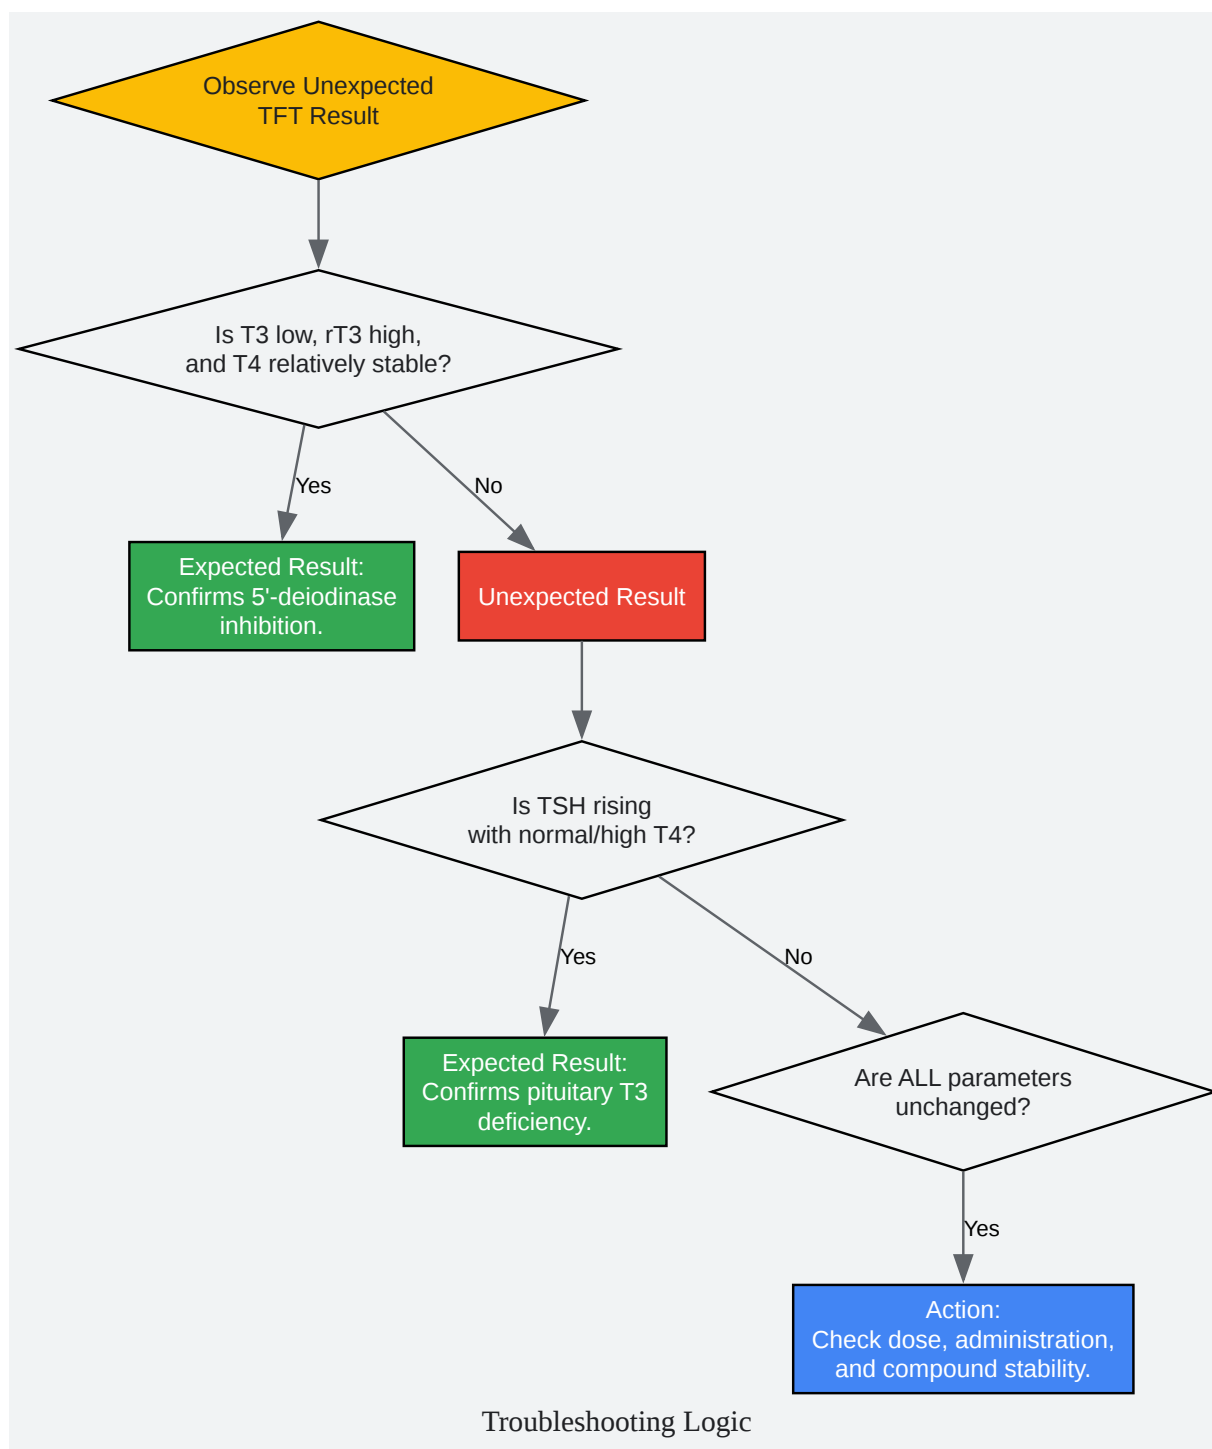 Observe Unexpected
TFT Result
Is T3 low, rT3 high,
and T4 relatively stable?
Yes
No
Expected Result:
Confirms 5'-deiodinase
inhibition.
Unexpected Result
Is TSH rising
with normal/high T4?
Yes
No
Expected Result:
Confirms pituitary T3
deficiency.
Are ALL parameters
unchanged?
Yes
Action:
Check dose, administration,
and compound stability.
Troubleshooting Logic